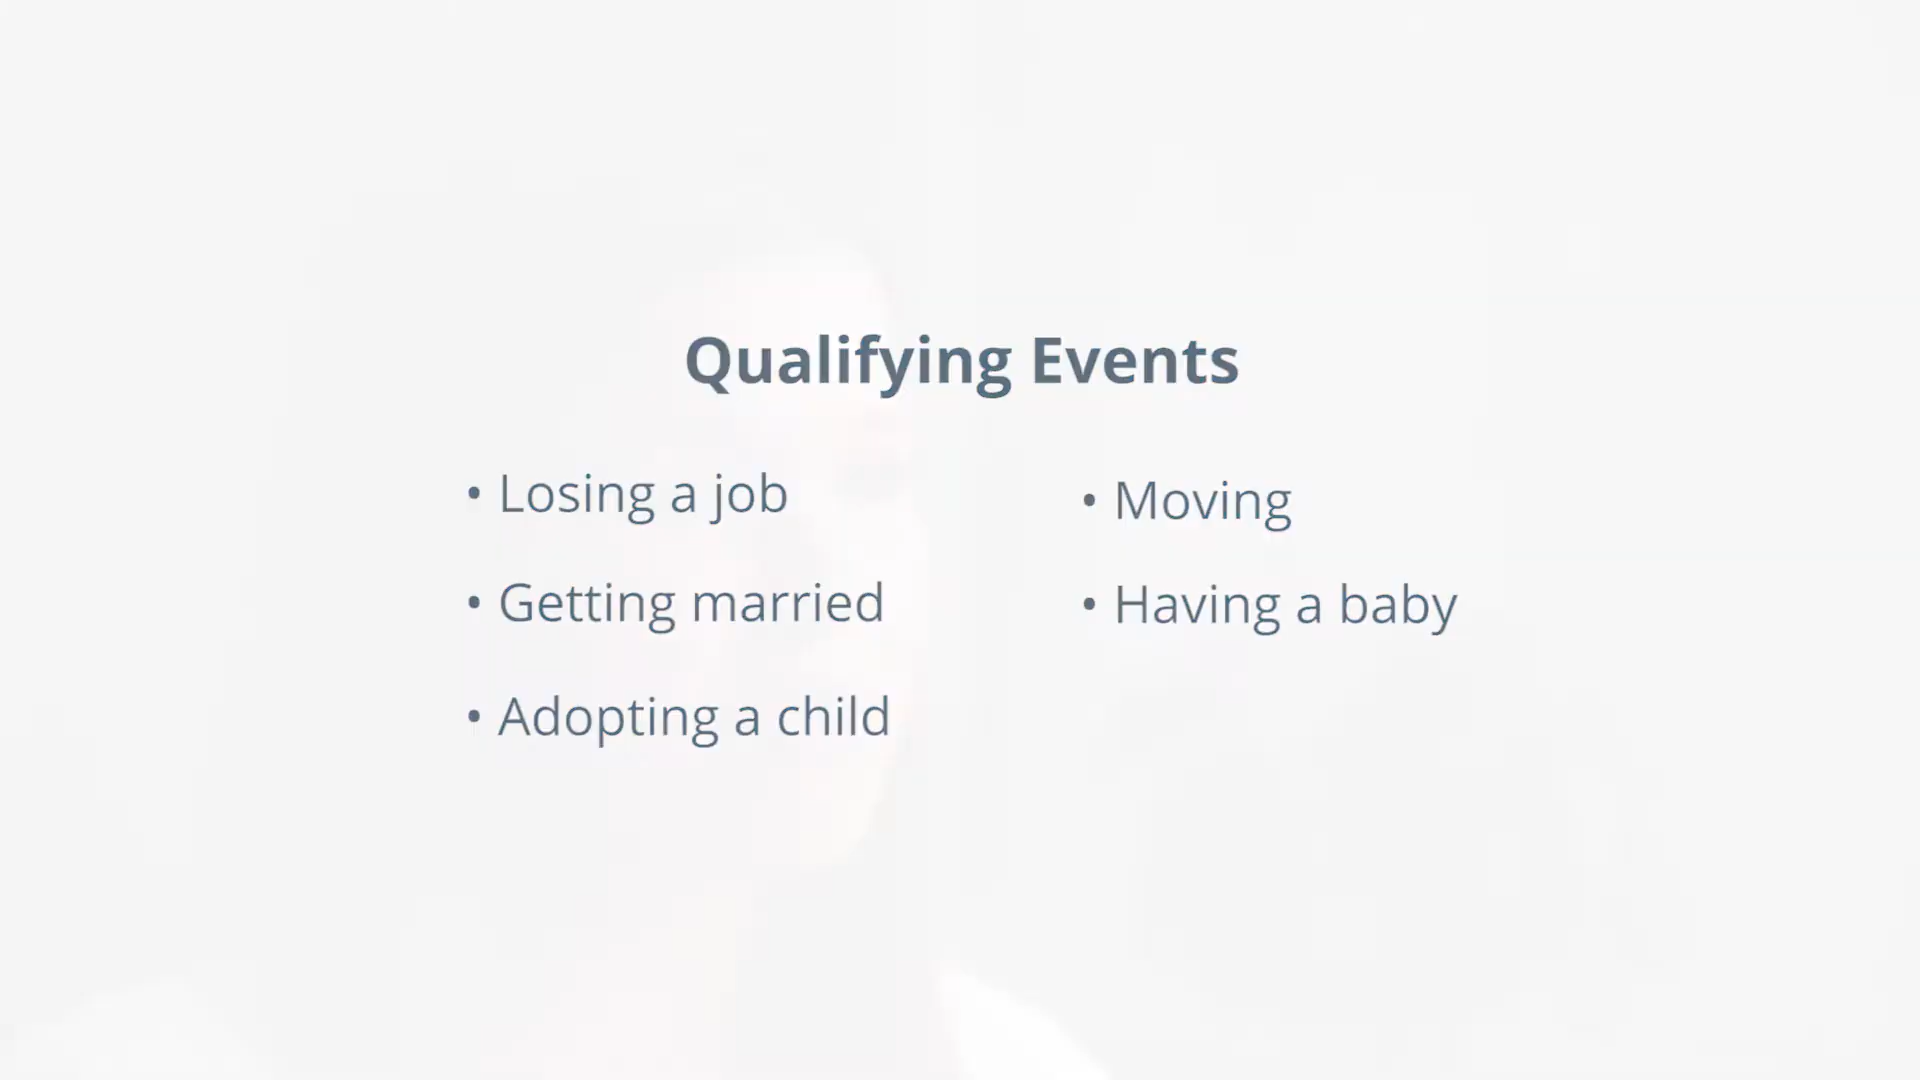 Qualifying Events
• Losing a job
• Getting married
• Adopting a child
• Moving
• Having a baby